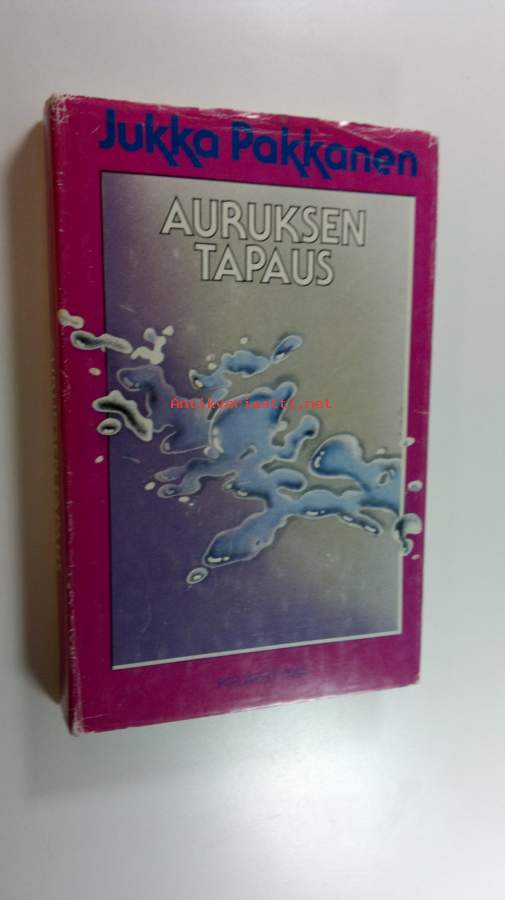 Jukka Pakkanen
AURUKSEN
TAPAUS
Antikvariaatti.net